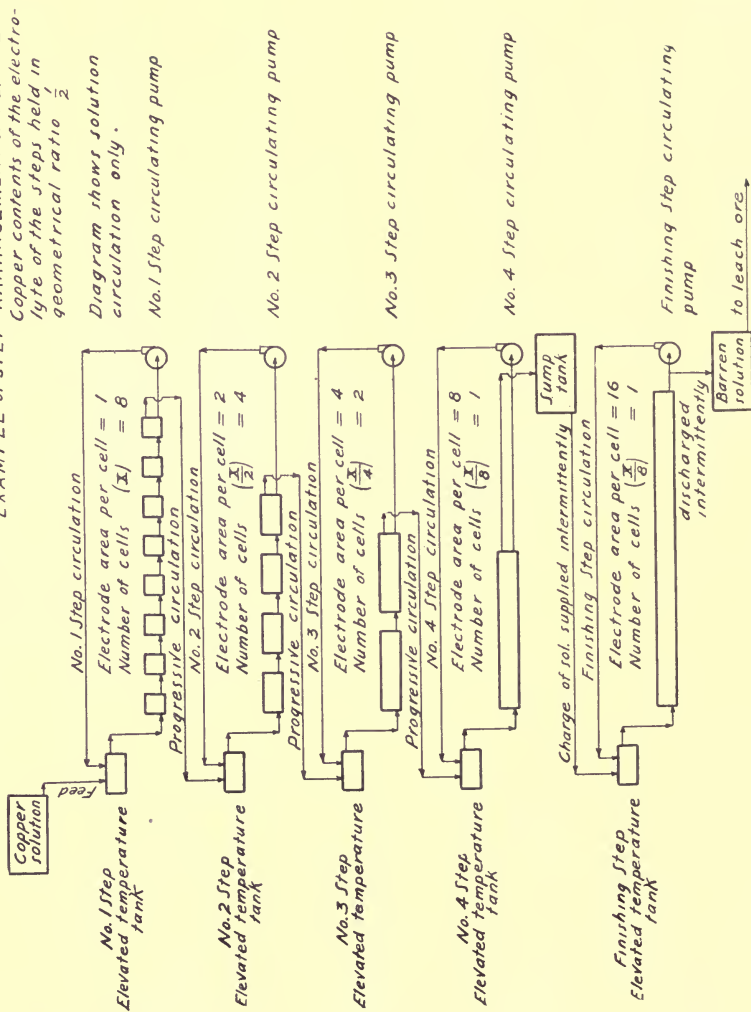 EXAMPLE OF STEP
Copper contents of the electro-
lyte of the steps held in
geometrical ratio 1/2
Diagram shows solution
circulation only.
Copper
solution
Feed
No.1 Step
Elevated temperature
tank
No.1 Step circulation
Electrode area per cell = 1
Number of cells (X) = 8
No.1 Step circulating pump
Progressive circulation
No.2 Step
Elevated temperature
tank
No.2 Step circulation
Electrode area per cell = 2
Number of cells (X/2) = 4
No.2 Step circulating pump
Progressive circulation
No.3 Step
Elevated temperature
tank
No.3 Step circulation
Electrode area per cell = 4
Number of cells (X/4) = 2
No.3 Step circulating pump
Progressive circulation
No.4 Step
Elevated temperature
tank
No.4 Step circulation
Electrode area per cell = 8
Number of cells (X/8) = 1
No.4 Step circulating pump
Sump
tank
Charge of sol. supplied intermittently
Finishing Step
Elevated temperature
tank
Finishing Step circulation
Electrode area per cell = 16
Number of cells (X/8) = 1
Finishing Step circulating
pump
discharged
intermittently
Barren
solution
to leach ore